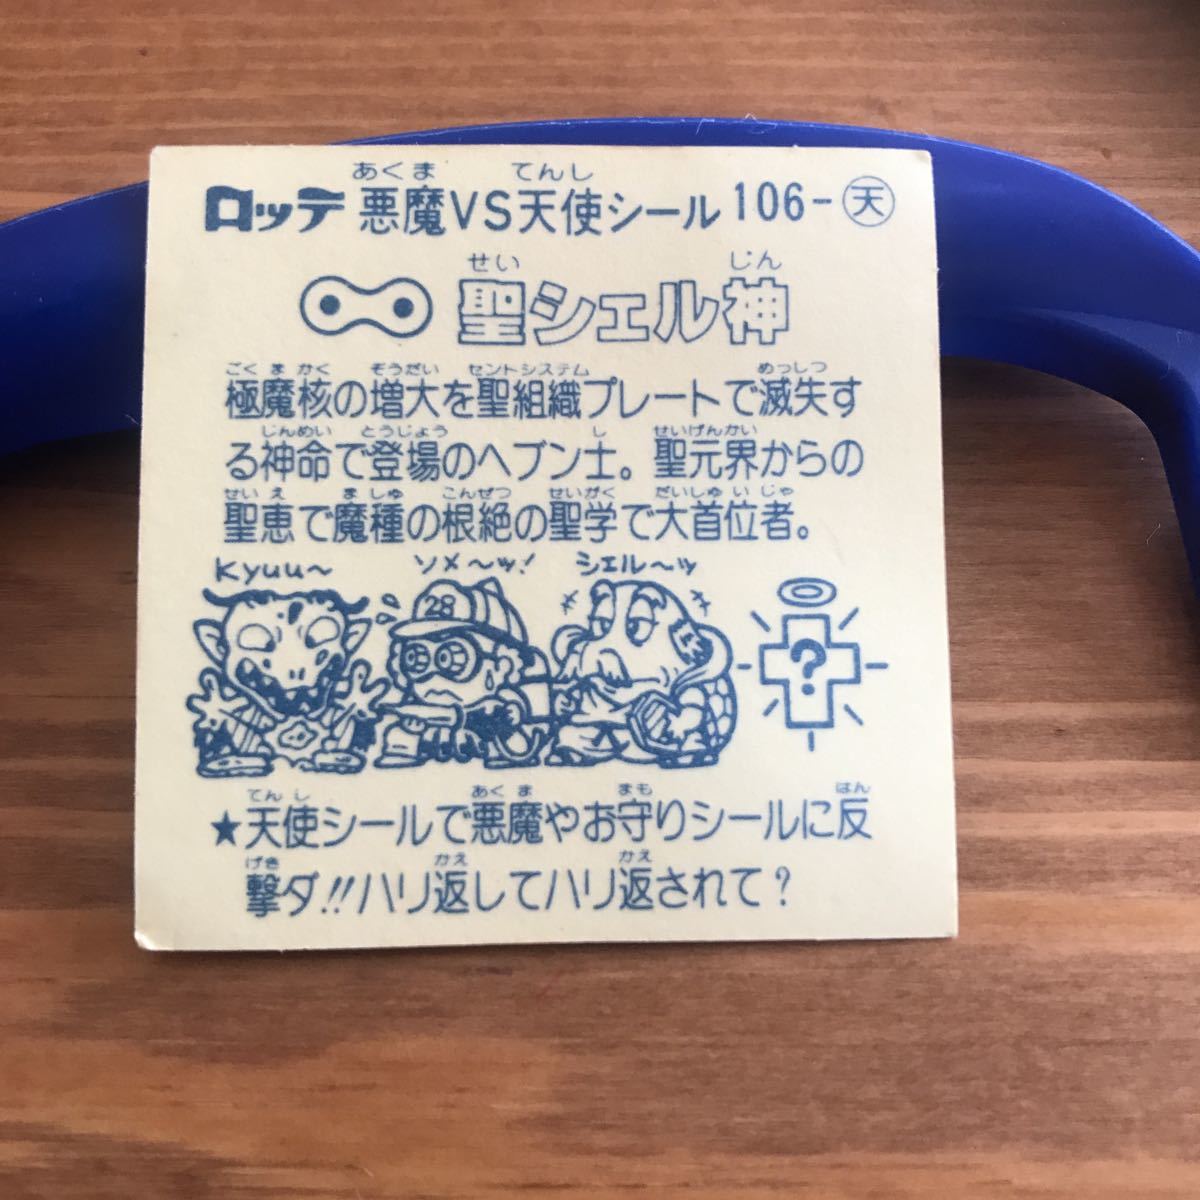 あくま てんし
ロッテ 悪魔VS天使シール 106-天
せい じん
聖シェル神
ごく ま かく ぞうだい セントシステム めっしつ
極魔核の増大を聖組織プレートで滅失す
じんめい とうじょう し せいげんかい
る神命で登場のヘブン士。聖元界からの
せいえ ましゅ こんぜつ せいがく だいしゅいじゃ
聖恵で魔種の根絶の聖学で大首位者。
Kyuu〜 ソメ〜ッ! シェル〜ッ
28
?
てんし あくま まも はん
★天使シールで悪魔やお守りシールに反
げき かえ かえ
撃ダ!!ハリ返してハリ返されて?